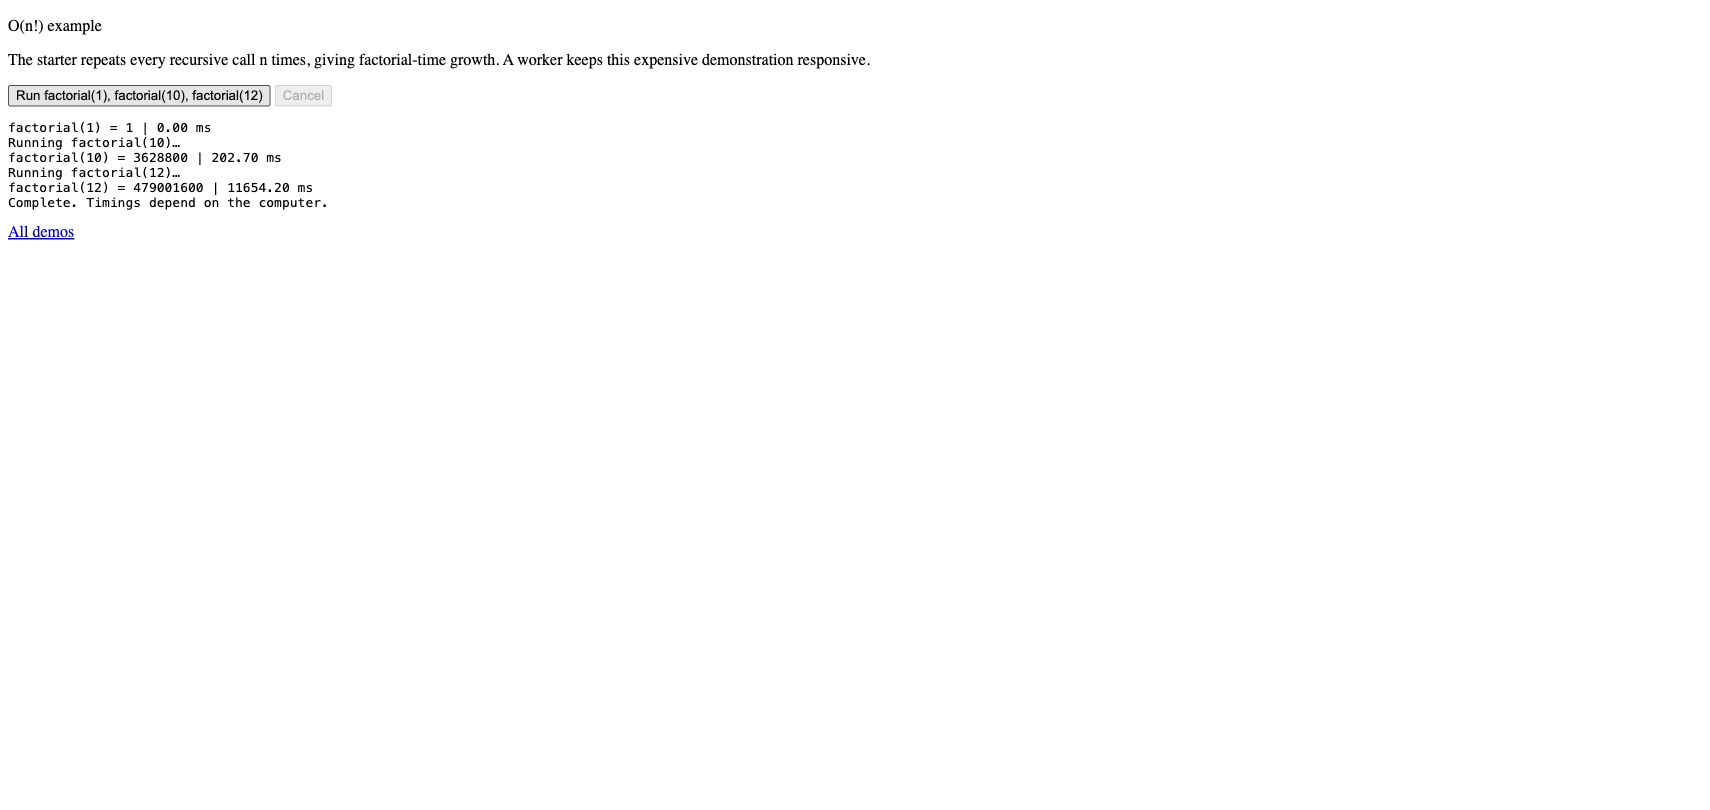 O(n!) example
The starter repeats every recursive call n times, giving factorial-time growth. A worker keeps this expensive demonstration responsive.
Run factorial(1), factorial(10), factorial(12) Cancel
factorial(1) = 1 | 0.00 ms
Running factorial(10)…
factorial(10) = 3628800 | 202.70 ms
Running factorial(12)…
factorial(12) = 479001600 | 11654.20 ms
Complete. Timings depend on the computer.
All demos